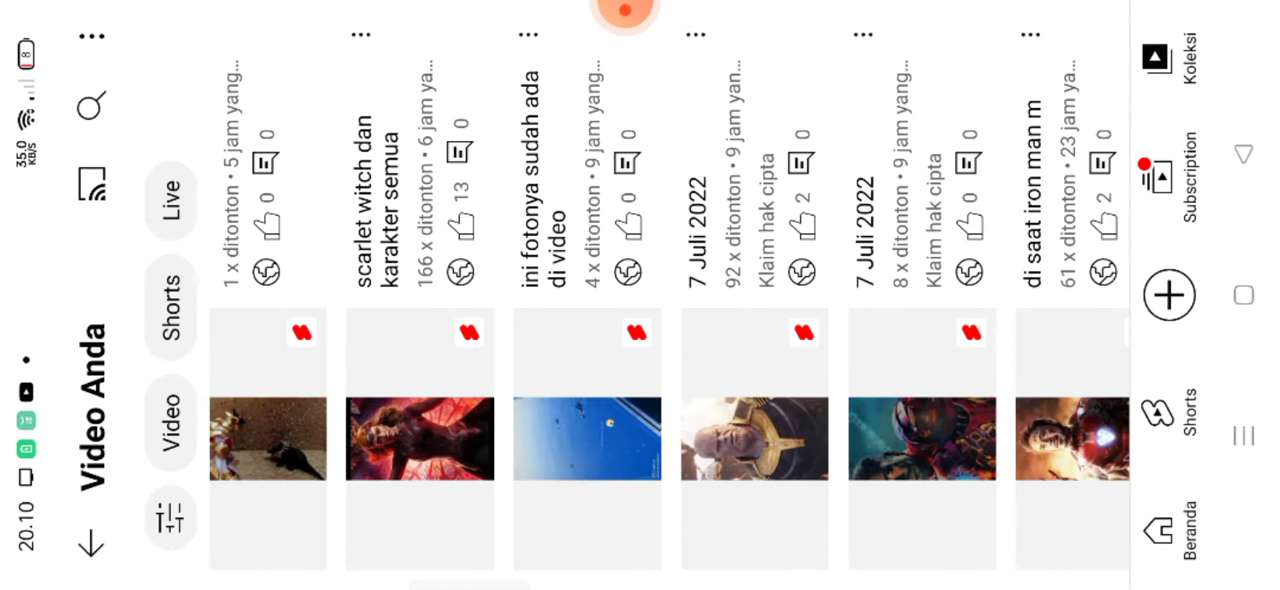 20.10
35.0
KB/S
8
Video Anda
Video
Shorts
Live
1 x ditonton • 5 jam yang...
0 0
scarlet witch dan
karakter semua
166 x ditonton • 6 jam ya...
13 0
ini fotonya sudah ada
di video
4 x ditonton • 9 jam yang...
0 0
7 Juli 2022
92 x ditonton • 9 jam yan...
Klaim hak cipta
2 0
7 Juli 2022
8 x ditonton • 9 jam yang...
Klaim hak cipta
0 0
di saat iron man m
61 x ditonton • 23 jam ya...
2 0
Beranda
Shorts
Subscription
Koleksi